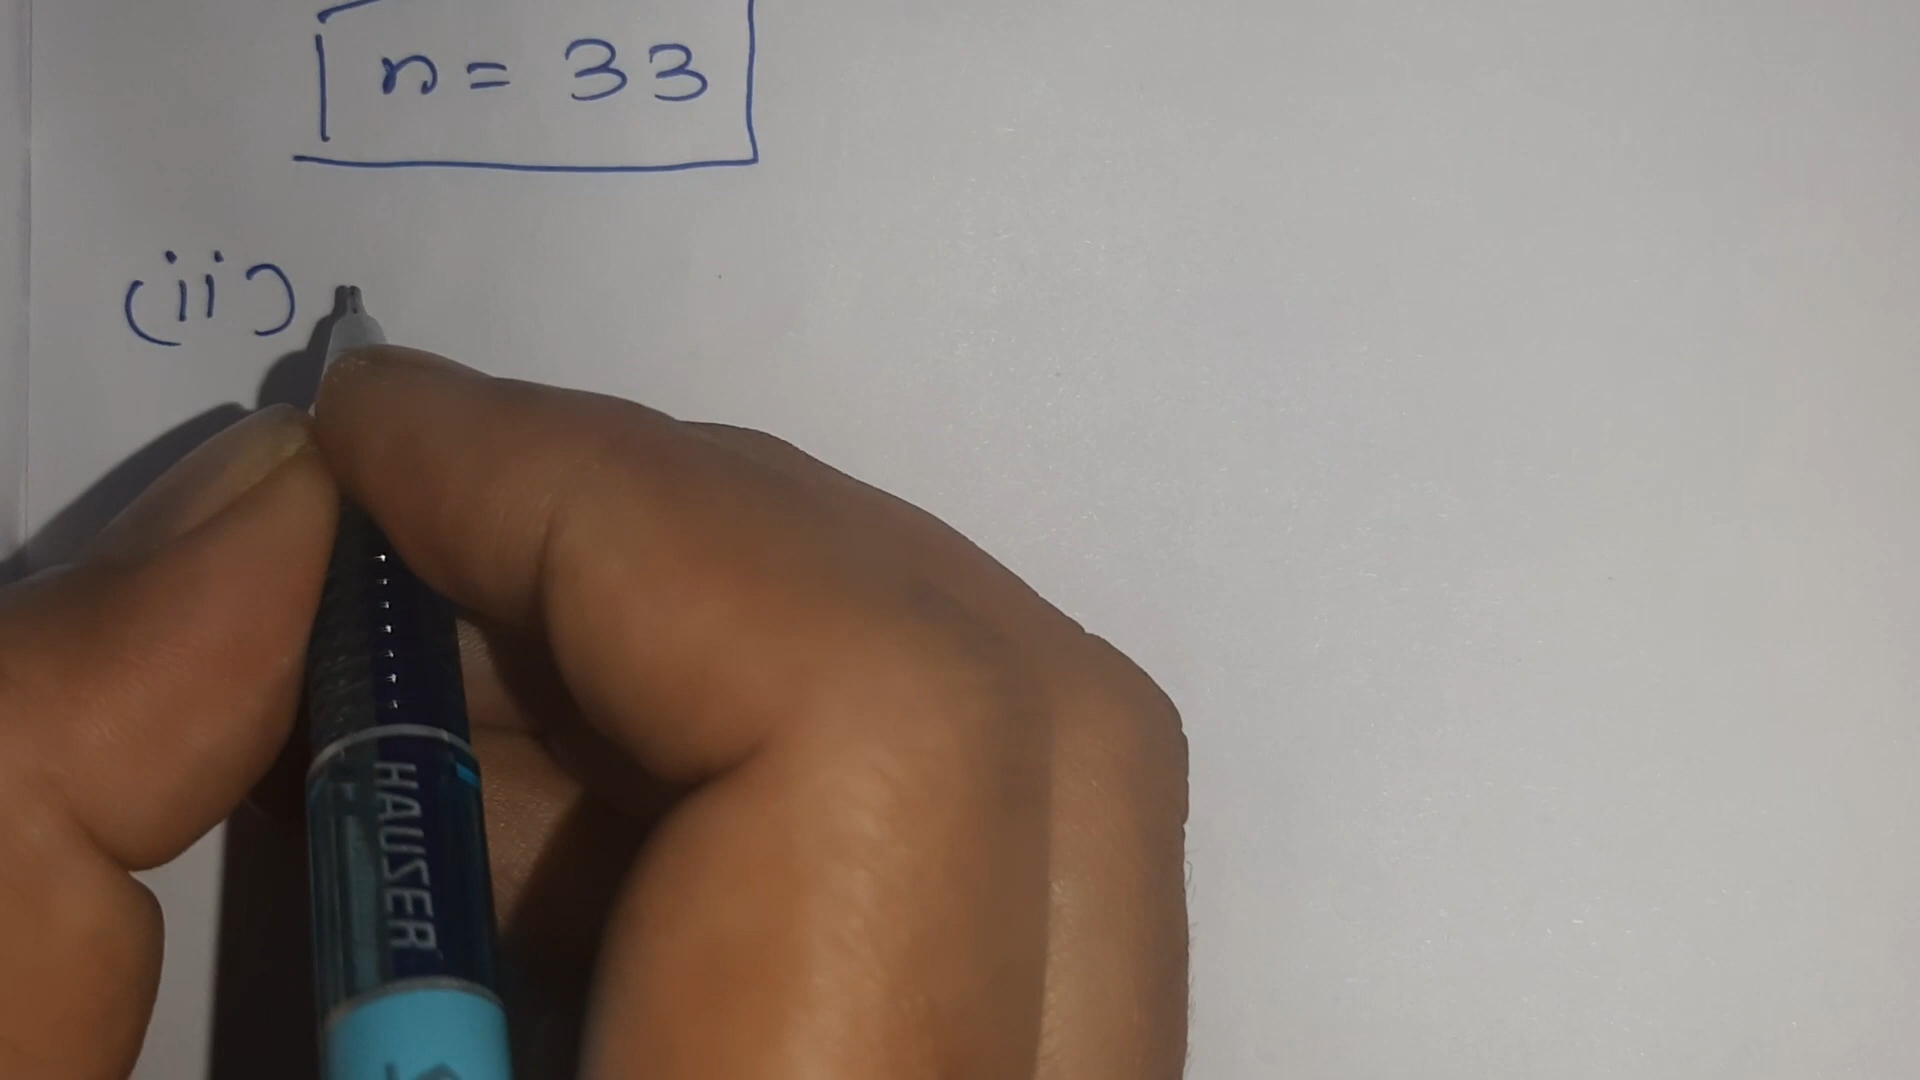 n = 33
(ii)
HAUSER